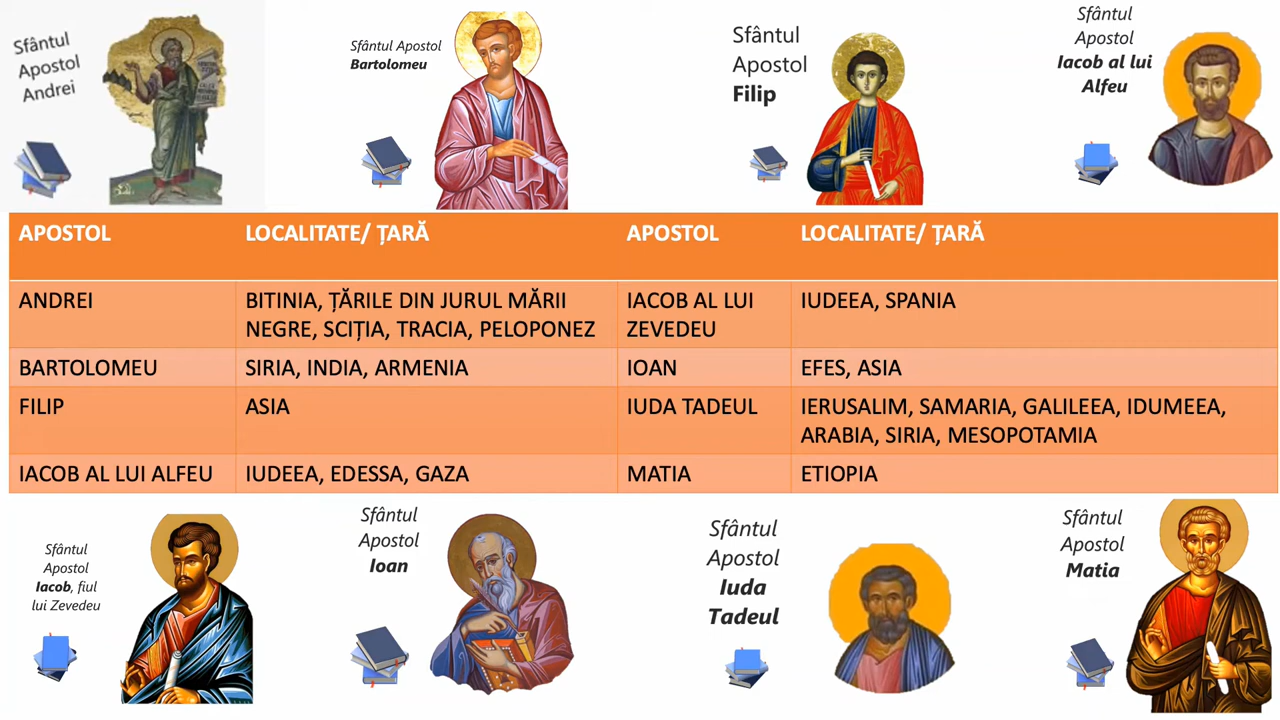 Sfântul
Apostol
Andrei
Sfântul Apostol
Bartolomeu
Sfântul
Apostol
Filip
Sfântul
Apostol
Iacob al lui
Alfeu
APOSTOL
LOCALITATE/ ȚARĂ
APOSTOL
LOCALITATE/ ȚARĂ
ANDREI
BITINIA, ȚĂRILE DIN JURUL MĂRII
NEGRE, SCIȚIA, TRACIA, PELOPONEZ
IACOB AL LUI
ZEVEDEU
IUDEEA, SPANIA
BARTOLOMEU
SIRIA, INDIA, ARMENIA
IOAN
EFES, ASIA
FILIP
ASIA
IUDA TADEUL
IERUSALIM, SAMARIA, GALILEEA, IDUMEEA,
ARABIA, SIRIA, MESOPOTAMIA
IACOB AL LUI ALFEU
IUDEEA, EDESSA, GAZA
MATIA
ETIOPIA
Sfântul
Apostol
Iacob, fiul
lui Zevedeu
Sfântul
Apostol
Ioan
Sfântul
Apostol
Iuda
Tadeul
Sfântul
Apostol
Matia